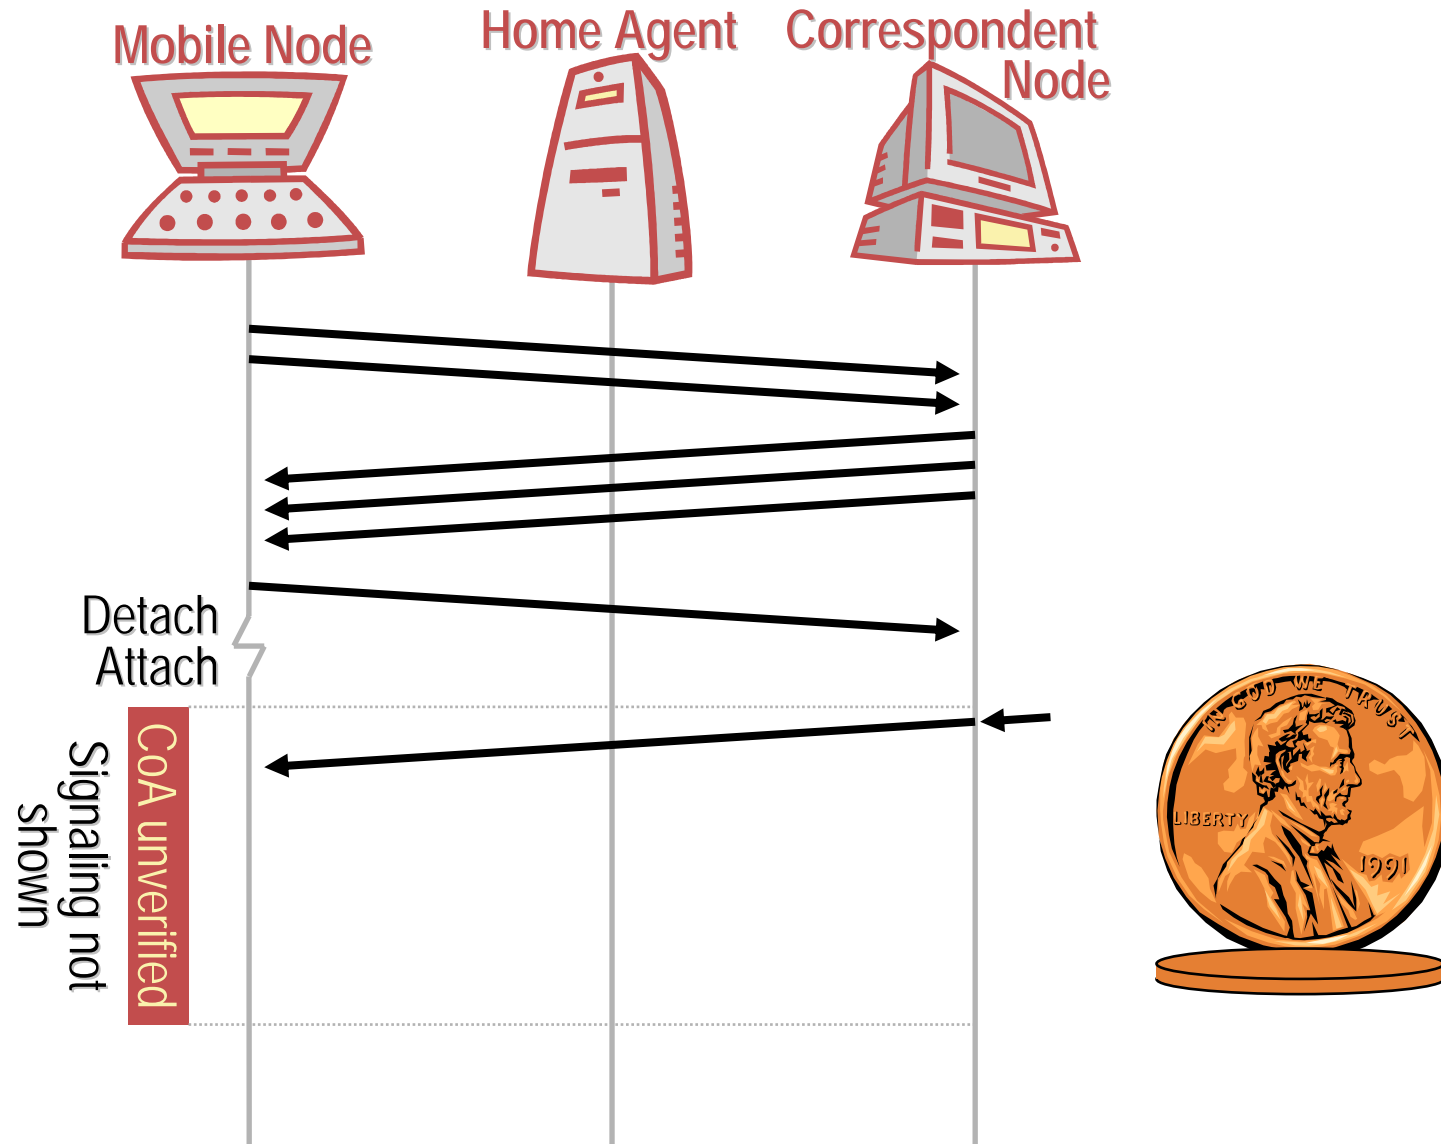 Mobile Node
Home Agent
Correspondent
Node
Detach
Attach
CoA unverified
Signaling not
shown
IN GOD WE TRUST
LIBERTY
1991